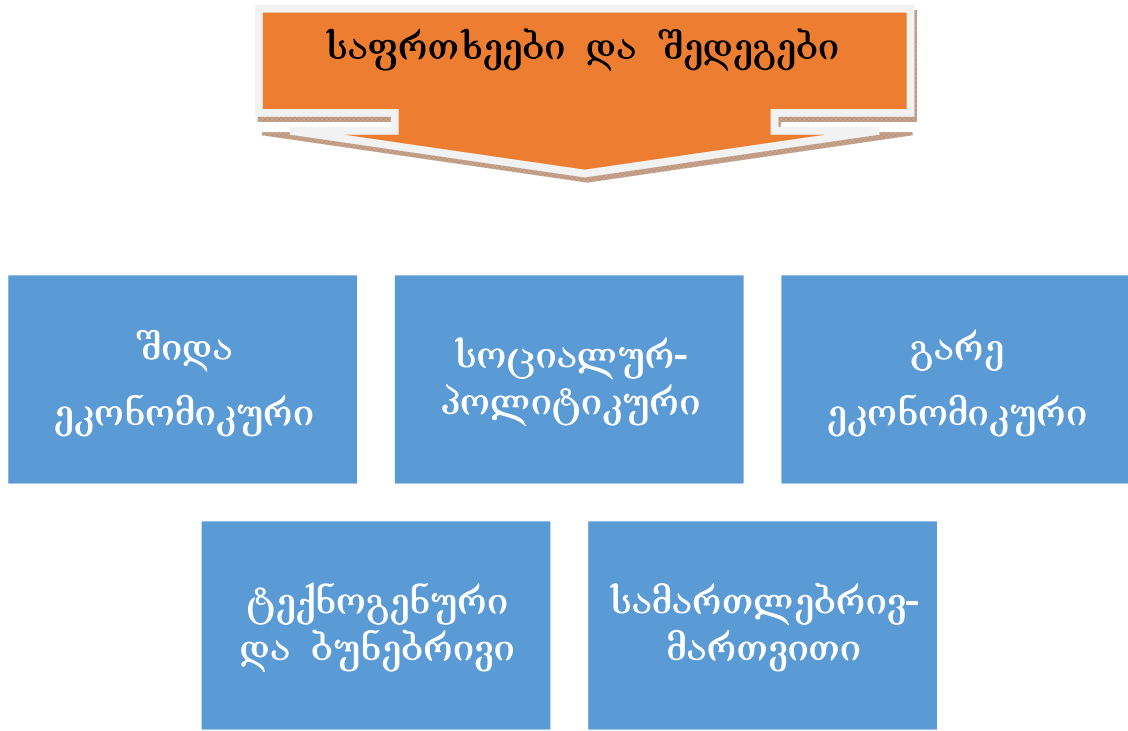 საფრთხეები და შედეგები
შიდა
ეკონომიკური
სოციალურ-
პოლიტიკური
გარე
ეკონომიკური
ტექნოგენური
და ბუნებრივი
სამართლებრივ-
მართვითი